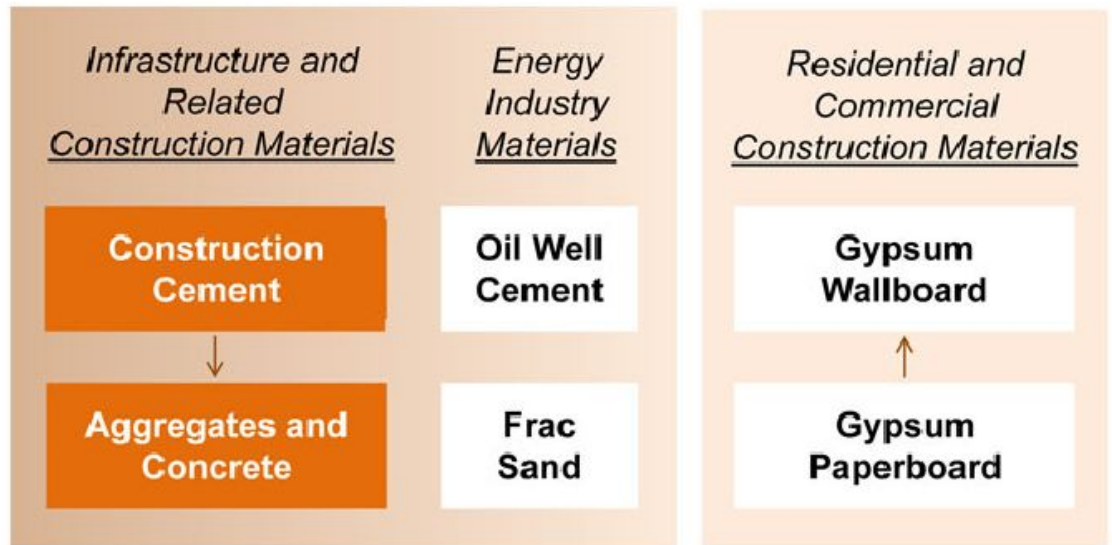 Infrastructure and
Related
Construction Materials
Energy
Industry
Materials
Residential and
Commercial
Construction Materials
Construction
Cement
Oil Well
Cement
Gypsum
Wallboard
Aggregates and
Concrete
Frac
Sand
Gypsum
Paperboard